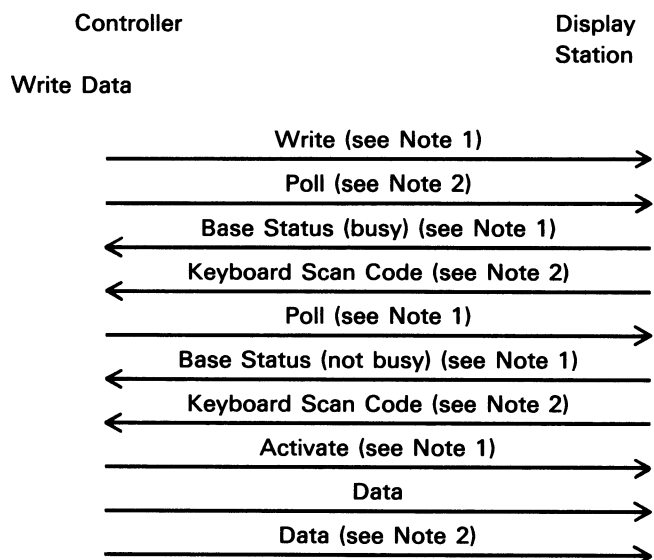 Controller
Display
Station
Write Data
Write (see Note 1)
Poll (see Note 2)
Base Status (busy) (see Note 1)
Keyboard Scan Code (see Note 2)
Poll (see Note 1)
Base Status (not busy) (see Note 1)
Keyboard Scan Code (see Note 2)
Activate (see Note 1)
Data
Data (see Note 2)